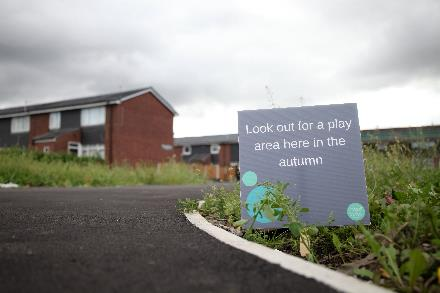 Look out for a play
area here in the
autumn